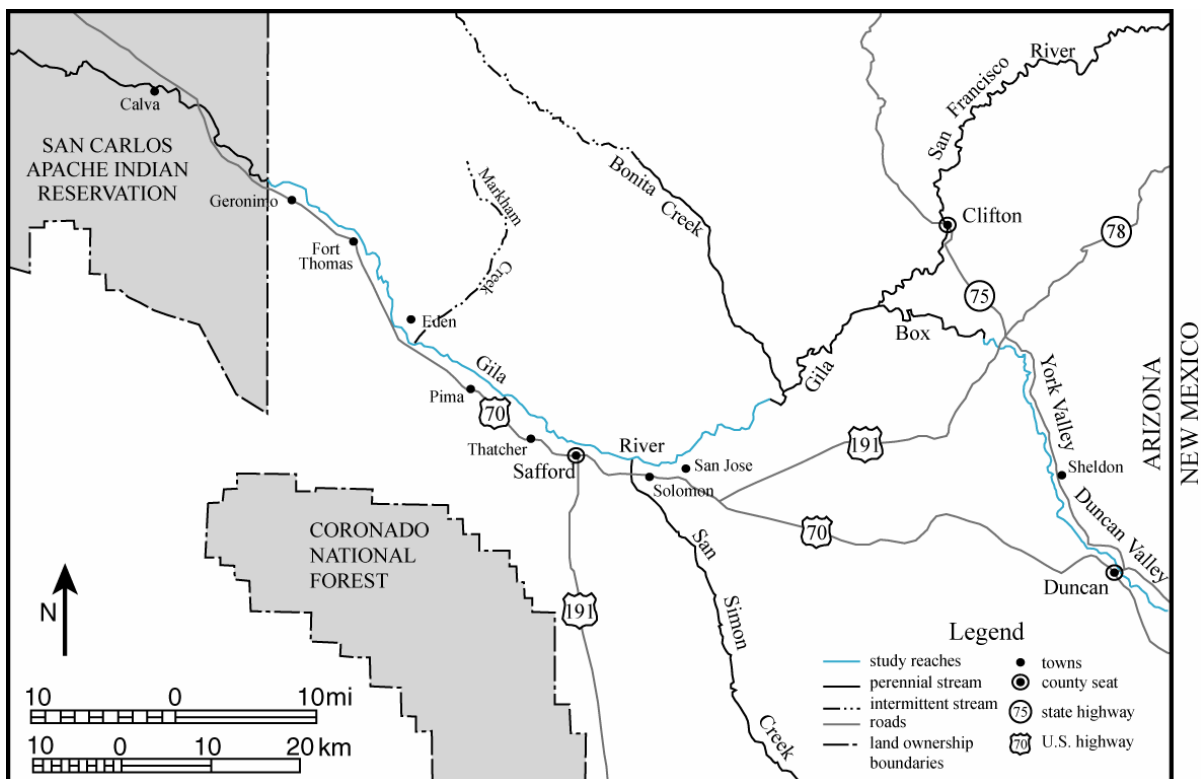 San Francisco River
Calva
SAN CARLOS
APACHE INDIAN
RESERVATION
Geronimo
Markham Creek
Bonita Creek
Clifton
78
Fort
Thomas
75
Eden
Box
Gila
Gila
York Valley
ARIZONA
NEW MEXICO
Pima
70
Thatcher
Safford
River
San Jose
Solomon
191
Sheldon
CORONADO
NATIONAL
FOREST
70
Duncan Valley
Duncan
191
San Simon Creek
N
10 0 10 mi
10 0 10 20 km
Legend
study reaches
perennial stream
intermittent stream
roads
land ownership
boundaries
towns
county seat
75 state highway
70 U.S. highway